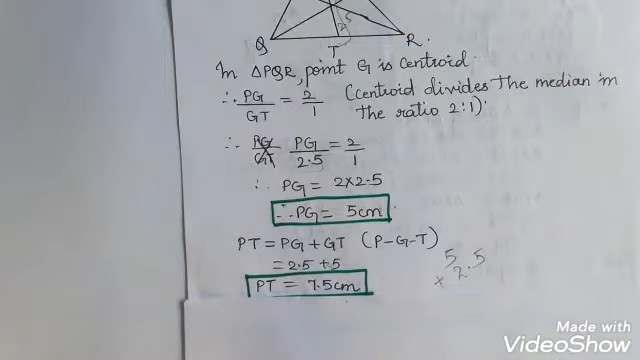 2.5
Q T R.
In ΔPQR, point G is centroid.
∴ PG/GT = 2/1 (Centroid divides The median in
the ratio 2:1).
∴ PG/2.5 = 2/1
∴ PG = 2×2.5
∴ PG = 5cm.
PT = PG + GT (P-G-T)
= 2.5 + 5
PT = 7.5cm
5
× 2.5
Made with
VideoShow